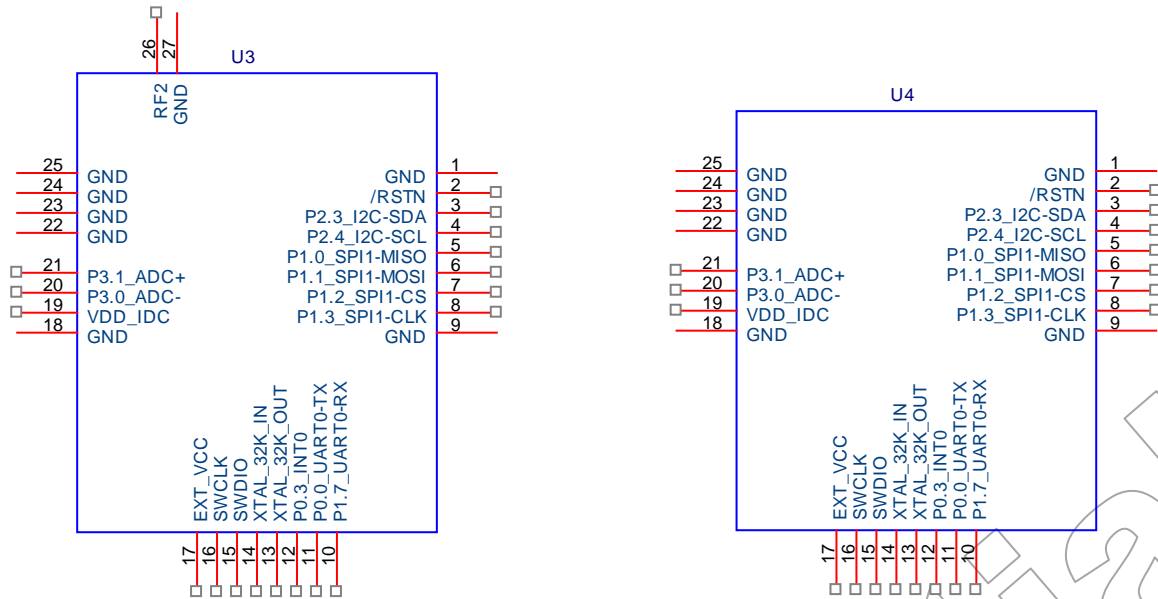 26
27
U3
RF2
GND
25 GND
24 GND
23 GND
22 GND
21 P3.1_ADC+
20 P3.0_ADC-
19 VDD_IDC
18 GND
GND 1
/RSTN 2
P2.3_I2C-SDA 3
P2.4_I2C-SCL 4
P1.0_SPI1-MISO 5
P1.1_SPI1-MOSI 6
P1.2_SPI1-CS 7
P1.3_SPI1-CLK 8
GND 9
EXT_VCC 17
SWCLK 16
SWDIO 15
XTAL_32K_IN 14
XTAL_32K_OUT 13
P0.3_INT0 12
P0.0_UART0-TX 11
P1.7_UART0-RX 10
U4
25 GND
24 GND
23 GND
22 GND
21 P3.1_ADC+
20 P3.0_ADC-
19 VDD_IDC
18 GND
GND 1
/RSTN 2
P2.3_I2C-SDA 3
P2.4_I2C-SCL 4
P1.0_SPI1-MISO 5
P1.1_SPI1-MOSI 6
P1.2_SPI1-CS 7
P1.3_SPI1-CLK 8
GND 9
EXT_VCC 17
SWCLK 16
SWDIO 15
XTAL_32K_IN 14
XTAL_32K_OUT 13
P0.3_INT0 12
P0.0_UART0-TX 11
P1.7_UART0-RX 10